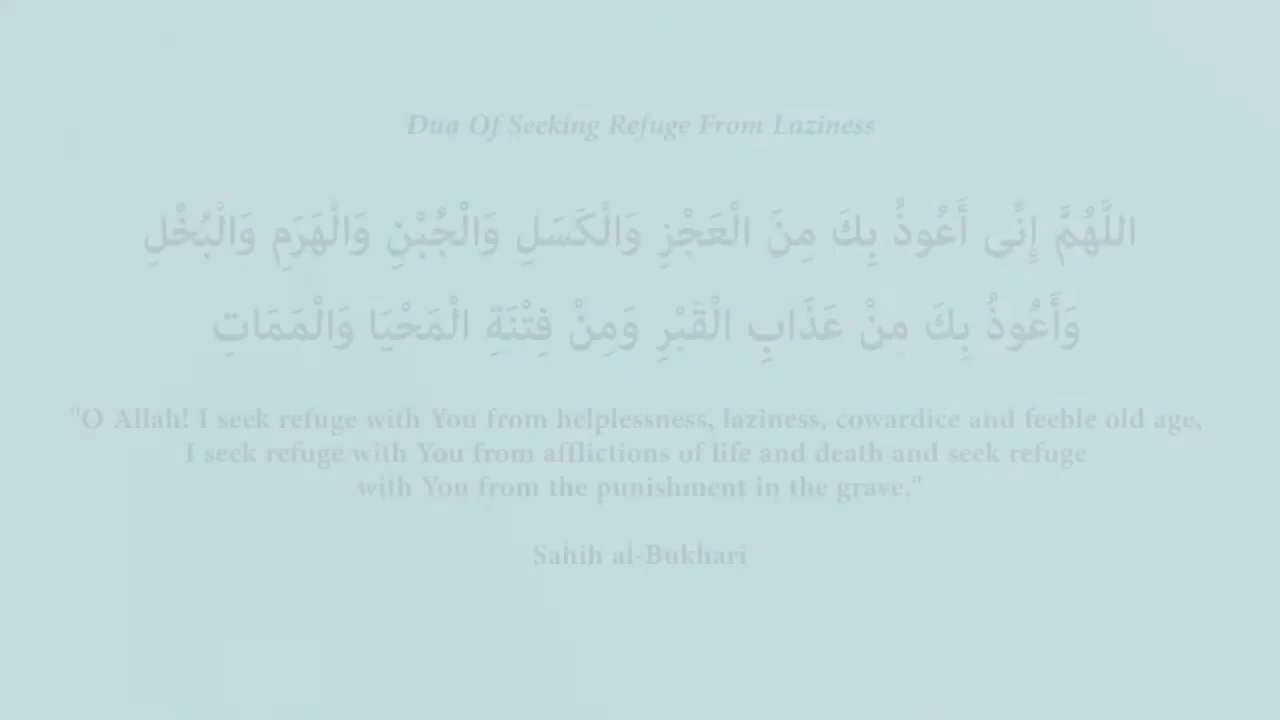 Dua Of Seeking Refuge From Laziness
اللَّهُمَّ إِنِّى أَعُوذُ بِكَ مِنَ الْعَجْزِ وَالْكَسَلِ وَالْجُبْنِ وَالْهَرَمِ وَالْبُخْلِ
وَأَعُوذُ بِكَ مِنْ عَذَابِ الْقَبْرِ وَمِنْ فِتْنَةِ الْمَحْيَا وَالْمَمَاتِ
"O Allah! I seek refuge with You from helplessness, laziness, cowardice and feeble old age,
I seek refuge with You from afflictions of life and death and seek refuge
with You from the punishment in the grave."
Sahih al-Bukhari